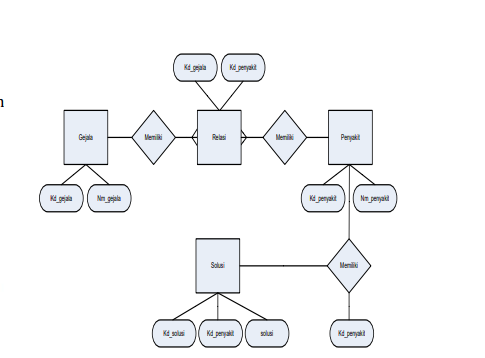 Kd_gejala Kd_penyakit
n
Gejala Memiliki Relasi Memiliki Penyakit
Kd_gejala Nm_gejala Kd_penyakit Nm_penyakit
Solusi Memiliki
Kd_solusi Kd_penyakit solusi Kd_penyakit